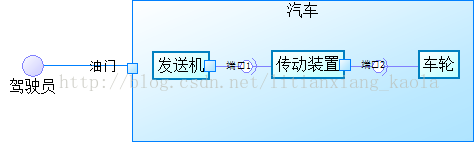 汽车
油门
发送机
端口1
传动装置
端口2
车轮
驾驶员
http://blog.csdn.net/litianxiang_kaola